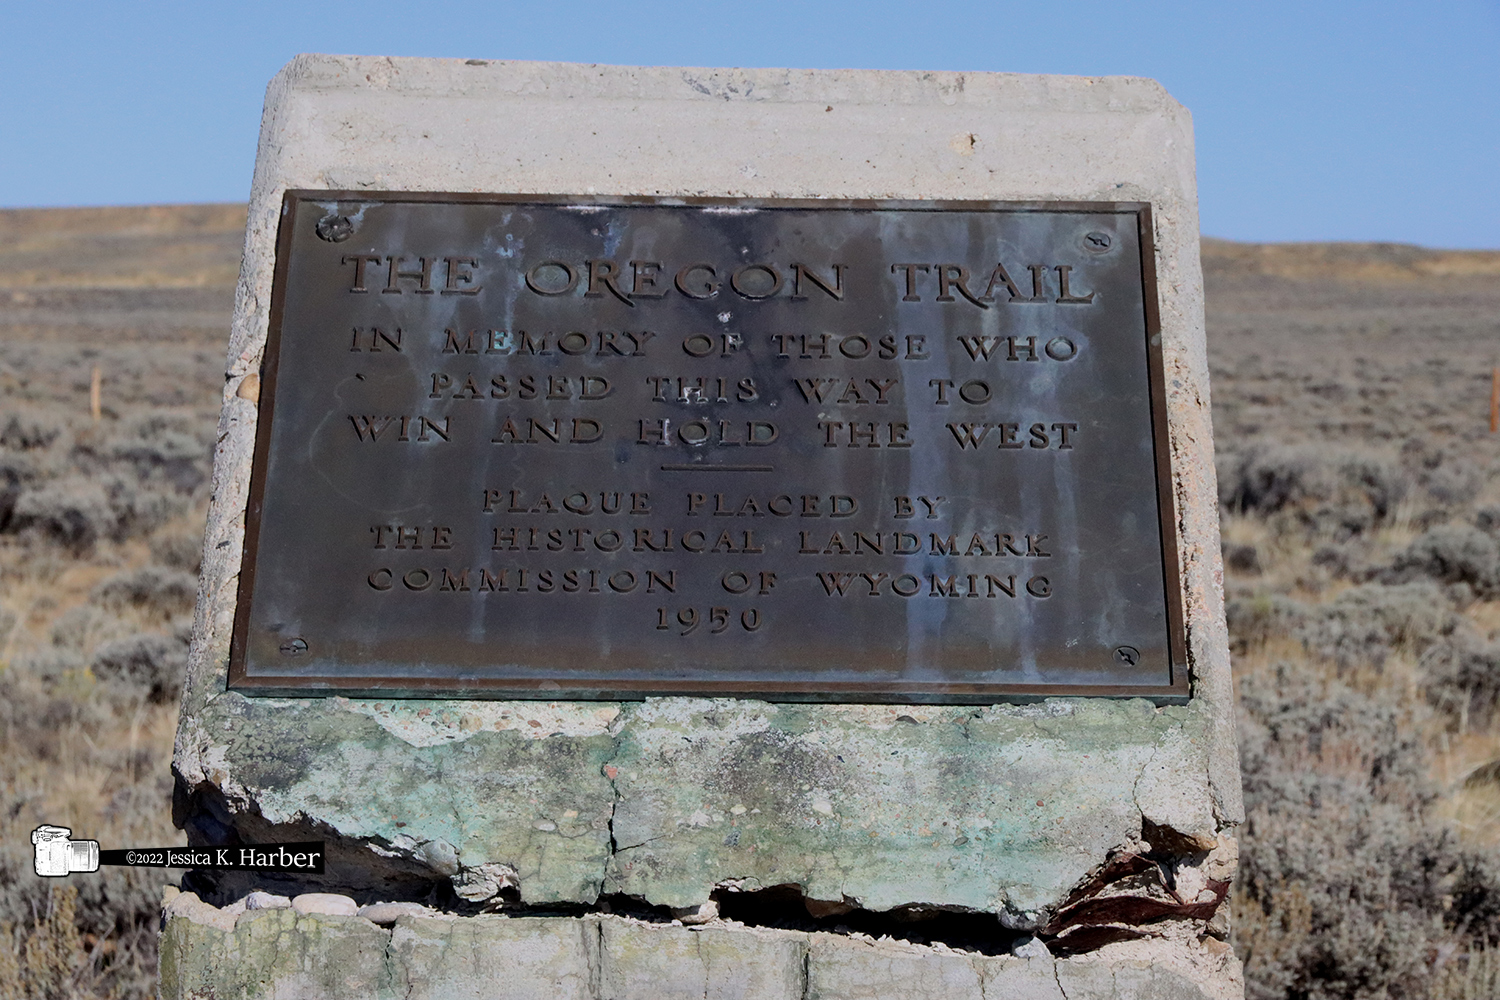 THE OREGON TRAIL
IN MEMORY OF THOSE WHO
PASSED THIS WAY TO
WIN AND HOLD THE WEST
PLAQUE PLACED BY
THE HISTORICAL LANDMARK
COMMISSION OF WYOMING
1950
©2022 Jessica K. Harber